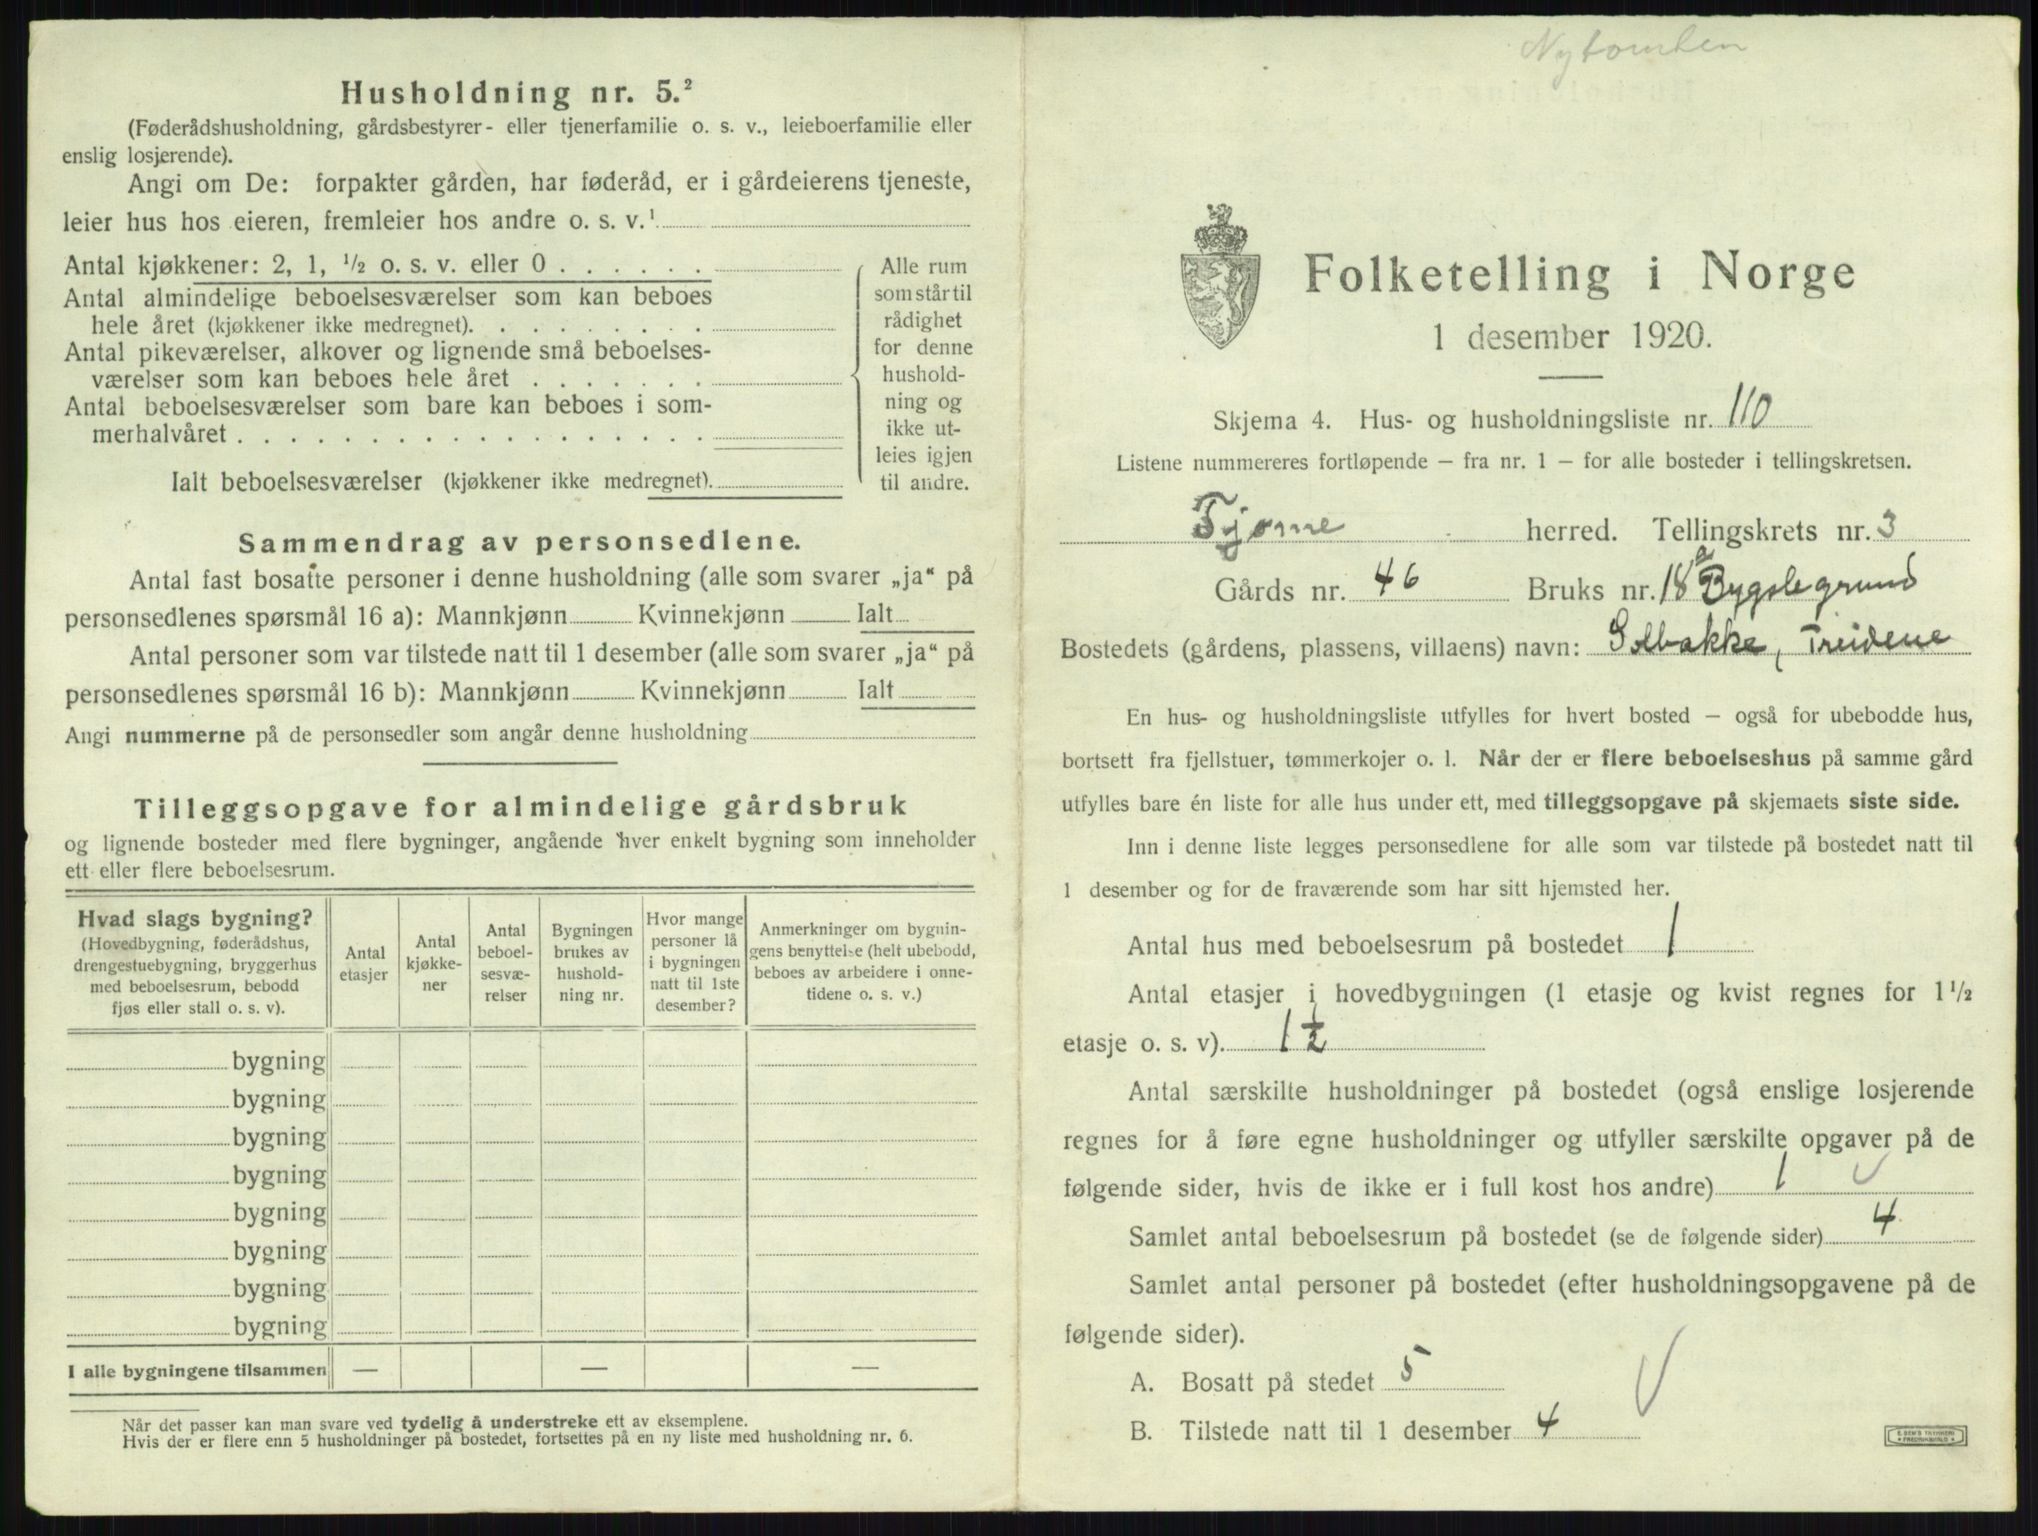 Husholdning nr. 5.²
(Føderådshusholdning, gårdsbestyrer- eller tjenerfamilie o. s. v., leieboerfamilie eller
enslig losjerende).
Angi om De: forpakter gården, har føderåd, er i gårdeierens tjeneste,
leier hus hos eieren, fremleier hos andre o. s. v.¹
Antal kjøkkener: 2, 1, ½ o. s. v. eller 0 . . . . . .
Antal almindelige beboelsesværelser som kan beboes
hele året (kjøkkener ikke medregnet). . . . . . . . .
Antal pikeværelser, alkover og lignende små beboelses-
værelser som kan beboes hele året . . . . . . .
Antal beboelsesværelser som bare kan beboes i som-
merhalvåret . . . . . . . . . . . . . . . . . .
Ialt beboelsesværelser (kjøkkener ikke medregnet).
Alle rum
som står til
rådighet
for denne
hushold-
ning og
ikke ut-
leies igjen
til andre.
Sammendrag av personsedlene.
Antal fast bosatte personer i denne husholdning (alle som svarer „ja“ på
personsedlenes spørsmål 16 a): Mannkjønn Kvinnekjønn Ialt
Antal personer som var tilstede natt til 1 desember (alle som svarer „ja“ på
personsedlenes spørsmål 16 b): Mannkjønn Kvinnekjønn Ialt
Angi nummerne på de personsedler som angår denne husholdning
Tilleggsopgave for almindelige gårdsbruk
og lignende bosteder med flere bygninger, angående hver enkelt bygning som inneholder
ett eller flere beboelsesrum.
Hvad slags bygning?
(Hovedbygning, føderådshus,
drengestuebygning, bryggerhus
med beboelsesrum, bebodd
fjøs eller stall o. s. v).
Antal
etasjer
Antal
kjøkke-
ner
Antal
beboel-
sesvæ-
relser
Bygningen
brukes av
hushold-
ning nr.
Hvor mange
personer lå
i bygningen
natt til 1ste
desember?
Anmerkninger om bygnin-
gens benyttelse (helt ubebodd,
beboes av arbeidere i onne-
tidene o. s. v.)
bygning
bygning
bygning
bygning
bygning
bygning
bygning
bygning
I alle bygningene tilsammen — — —
Når det passer kan man svare ved tydelig å understreke ett av eksemplene.
Hvis der er flere enn 5 husholdninger på bostedet, fortsettes på en ny liste med husholdning nr. 6.
Folketelling i Norge
1 desember 1920.
Skjema 4. Hus- og husholdningsliste nr. 110
Listene nummereres fortløpende – fra nr. 1 – for alle bosteder i tellingskretsen.
Tjøme herred. Tellingskrets nr. 3
Gårds nr. 46 Bruks nr. 18 a Bygslegrund
Bostedets (gårdens, plassens, villaens) navn: Solbakke, Treidene
En hus- og husholdningsliste utfylles for hvert bosted – også for ubebodde hus,
bortsett fra fjellstuer, tømmerkojer o. l. Når der er flere beboelseshus på samme gård
utfylles bare én liste for alle hus under ett, med tilleggsopgave på skjemaets siste side.
Inn i denne liste legges personsedlene for alle som var tilstede på bostedet natt til
1 desember og for de fraværende som har sitt hjemsted her.
Antal hus med beboelsesrum på bostedet 1
Antal etasjer i hovedbygningen (1 etasje og kvist regnes for 1½
etasje o. s. v). 1½
Antal særskilte husholdninger på bostedet (også enslige losjerende
regnes for å føre egne husholdninger og utfyller særskilte opgaver på de
følgende sider, hvis de ikke er i full kost hos andre) 1
Samlet antal beboelsesrum på bostedet (se de følgende sider) 4
Samlet antal personer på bostedet (efter husholdningsopgavene på de
følgende sider).
A. Bosatt på stedet 5
B. Tilstede natt til 1 desember 4